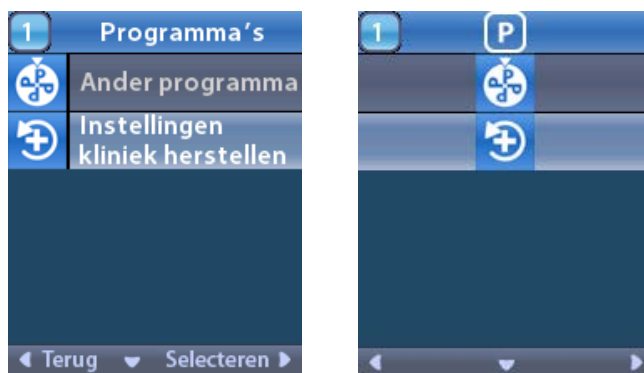 1 Programma's
Ander programma
Instellingen
kliniek herstellen
Terug Selecteren
1 P